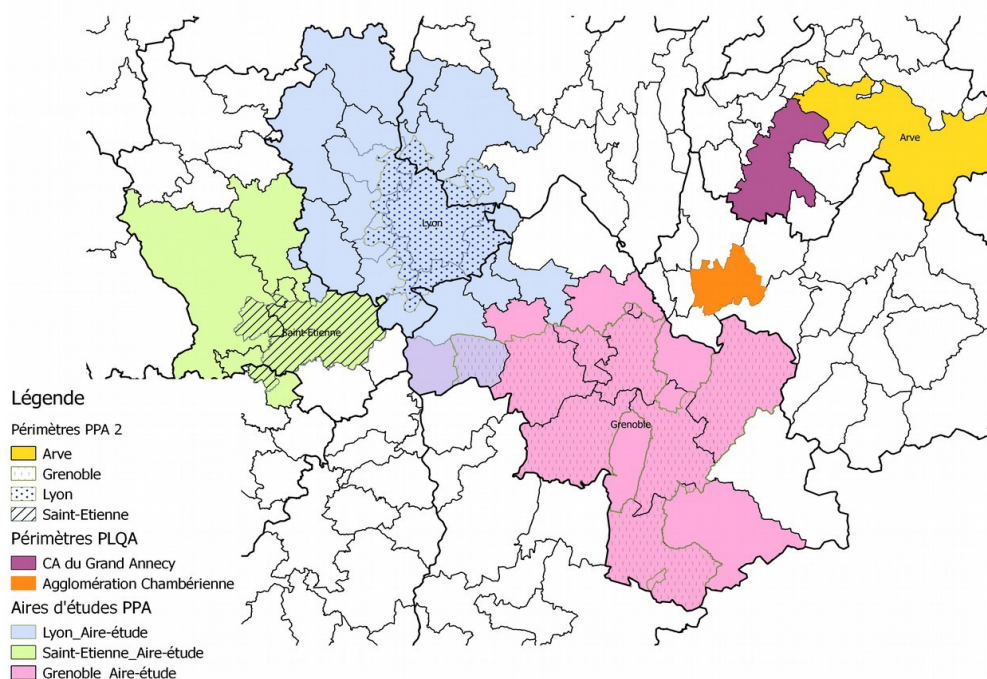 Arve
Lyon
Saint-Etienne
Grenoble
Légende
Périmètres PPA 2
Arve
Grenoble
Lyon
Saint-Etienne
Périmètres PLQA
CA du Grand Annecy
Agglomération Chambérienne
Aires d'études PPA
Lyon_Aire-étude
Saint-Etienne_Aire-étude
Grenoble_Aire-étude